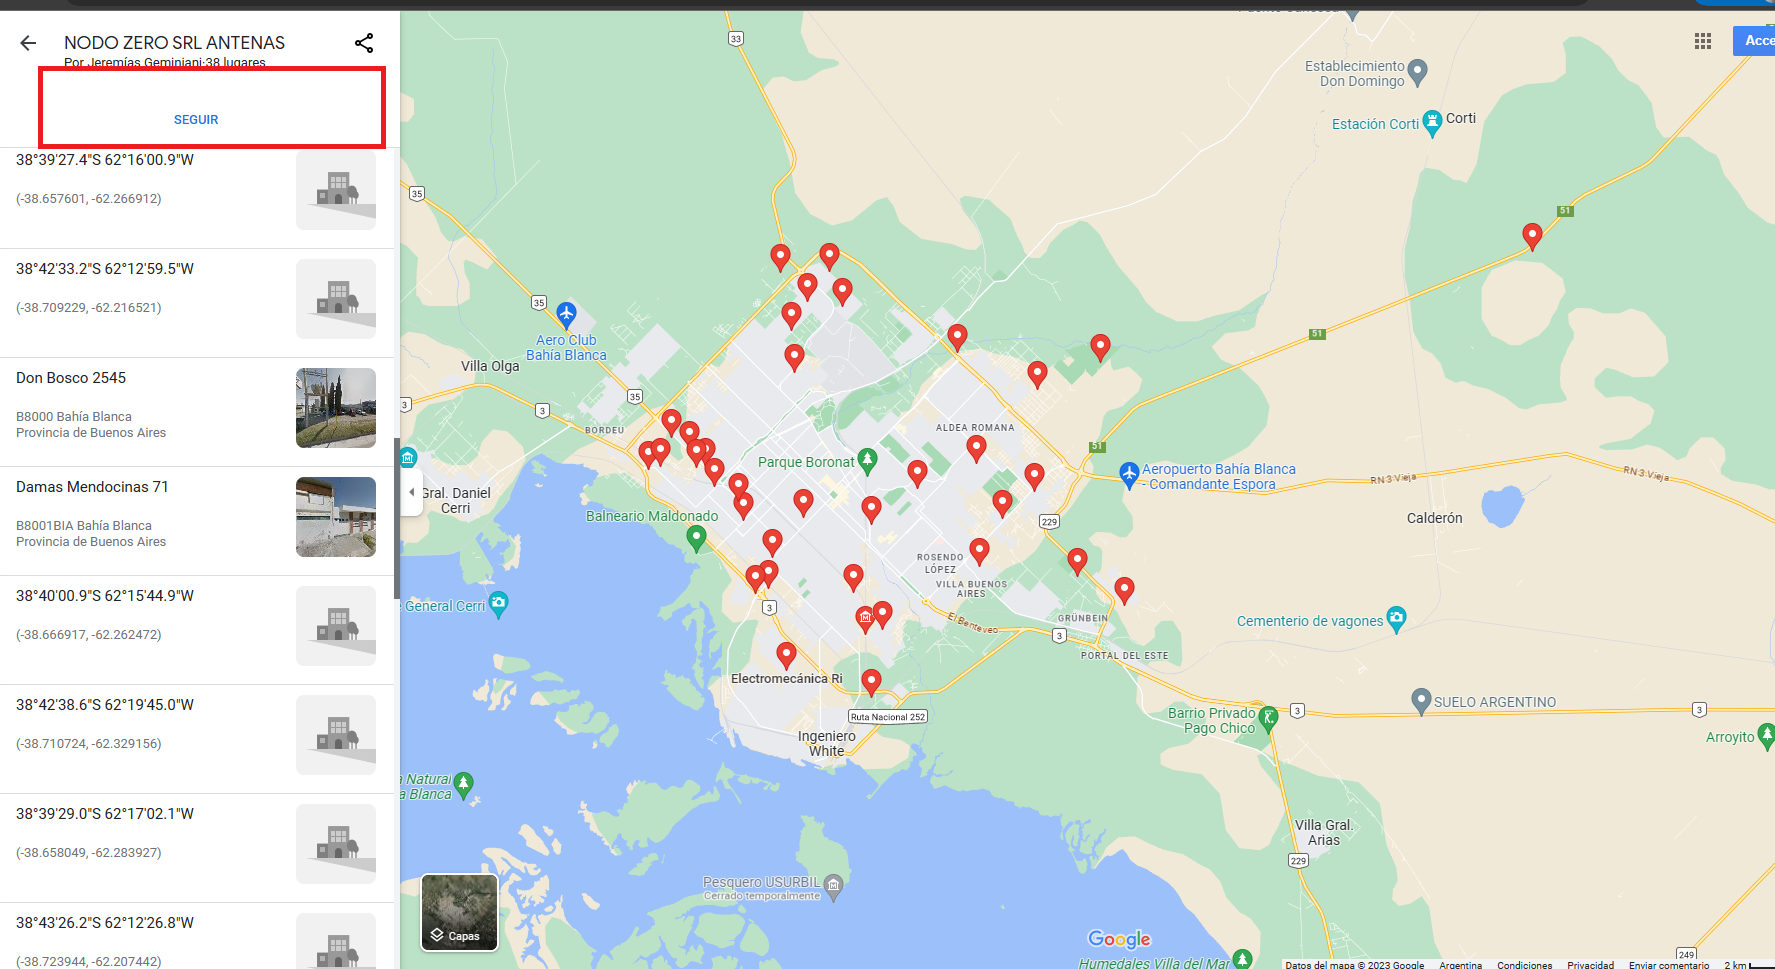 NODO ZERO SRL ANTENAS
Por Jeremías Geminiani·38 lugares
SEGUIR
38°39'27.4"S 62°16'00.9"W
(-38.657601, -62.266912)
38°42'33.2"S 62°12'59.5"W
(-38.709229, -62.216521)
Don Bosco 2545
B8000 Bahía Blanca
Provincia de Buenos Aires
Damas Mendocinas 71
B8001BIA Bahía Blanca
Provincia de Buenos Aires
38°40'00.9"S 62°15'44.9"W
(-38.666917, -62.262472)
38°42'38.6"S 62°19'45.0"W
(-38.710724, -62.329156)
38°39'29.0"S 62°17'02.1"W
(-38.658049, -62.283927)
38°43'26.2"S 62°12'26.8"W
(-38.723944, -62.207442)
33
Acce
Establecimiento
Don Domingo
Estación Corti
Corti
35
51
35
Aero Club
Bahía Blanca
51
Villa Olga
35
3
3
BORDEU
ALDEA ROMANA
51
Parque Boronat
Aeropuerto Bahía Blanca
- Comandante Espora
RN 3 Vieja
RN 3 Vieja
Gral. Daniel
Cerri
Balneario Maldonado
229
Calderón
ROSENDO
LÓPEZ
VILLA BUENOS
AIRES
General Cerri
3
El Benteveo
GRÜNBEIN
3
Cementerio de vagones
PORTAL DEL ESTE
Electromecánica Ri
Ruta Nacional 252
Barrio Privado
Pago Chico
3
SUELO ARGENTINO
3
Arroyito
Ingeniero
White
a Natural
a Blanca
Villa Gral.
Arias
229
Pesquero USURBIL
Cerrado temporalmente
Capas
Google
249
Humedales Villa del Mar
Datos del mapa © 2023 Google
Argentina
Condiciones
Privacidad
Enviar comentario
2 km